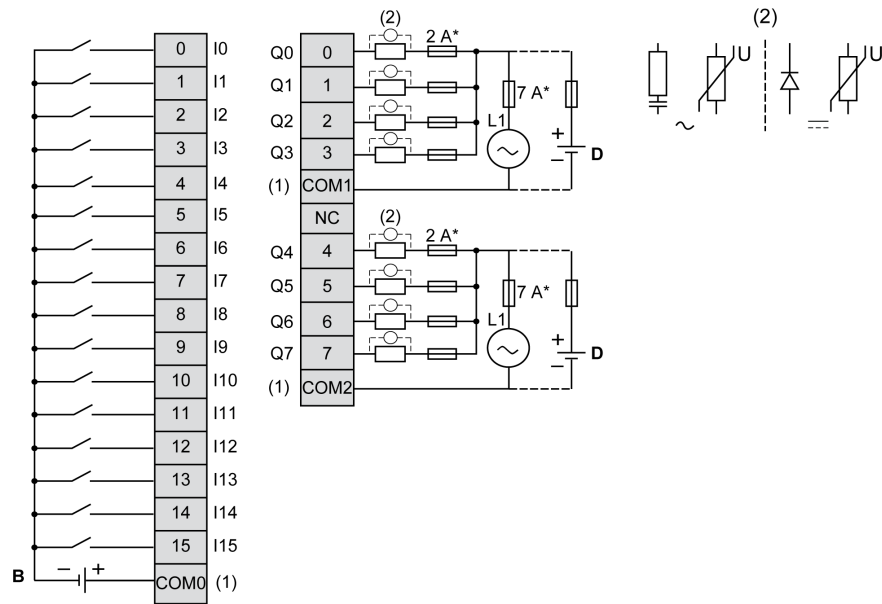 0 I0
1 I1
2 I2
3 I3
4 I4
5 I5
6 I6
7 I7
8 I8
9 I9
10 I10
11 I11
12 I12
13 I13
14 I14
15 I15
B − + COM0 (1)
(2)
Q0 0 2 A*
Q1 1 7 A*
Q2 2 L1
Q3 3 + − D
(1) COM1
NC (2)
Q4 4 2 A*
Q5 5 7 A*
Q6 6 L1
Q7 7 + − D
(1) COM2
(2)
U U